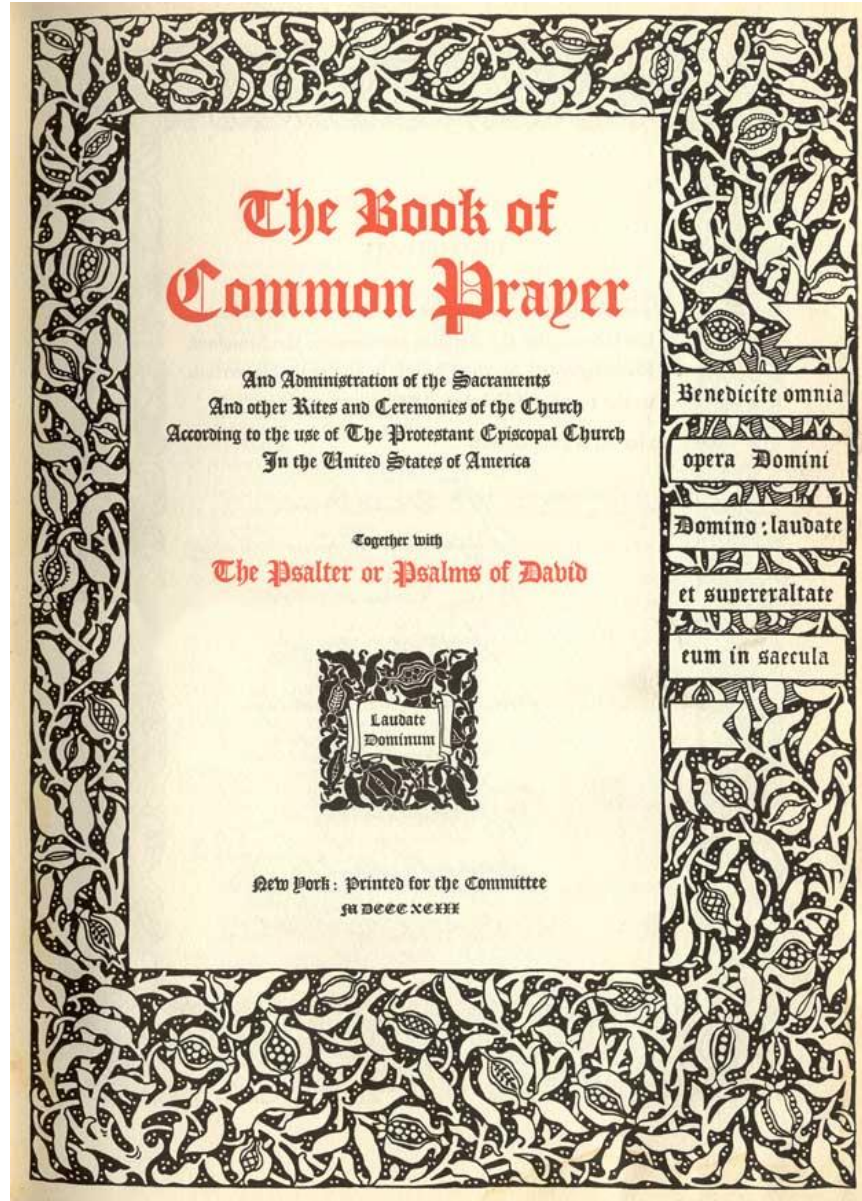 The Book of
Common Prayer
And Administration of the Sacraments
And other Rites and Ceremonies of the Church
According to the use of The Protestant Episcopal Church
In the United States of America
Together with
The Psalter or Psalms of David
Laudate
Dominum
New York: Printed for the Committee
M DCCC XCIII
Benedicite omnia
opera Domini
Domino: laudate
et superexaltate
eum in saecula